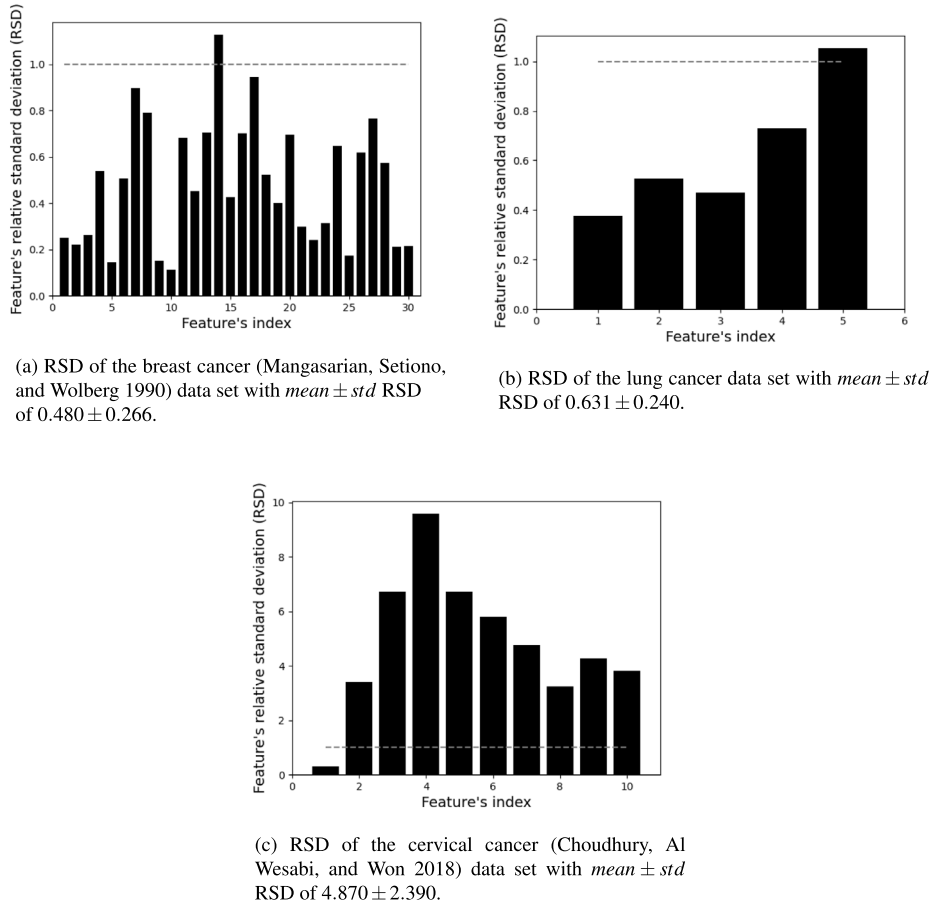 Feature's relative standard deviation (RSD)
1.0
0.8
0.6
0.4
0.2
0.0
0 5 10 15 20 25 30
Feature's index
(a) RSD of the breast cancer (Mangasarian, Setiono,
and Wolberg 1990) data set with mean ± std RSD
of 0.480 ± 0.266.
Feature's relative standard deviation (RSD)
1.0
0.8
0.6
0.4
0.2
0.0
0 1 2 3 4 5 6
Feature's index
(b) RSD of the lung cancer data set with mean ± std
RSD of 0.631 ± 0.240.
Feature's relative standard deviation (RSD)
10
8
6
4
2
0
0 2 4 6 8 10
Feature's index
(c) RSD of the cervical cancer (Choudhury, Al
Wesabi, and Won 2018) data set with mean ± std
RSD of 4.870 ± 2.390.